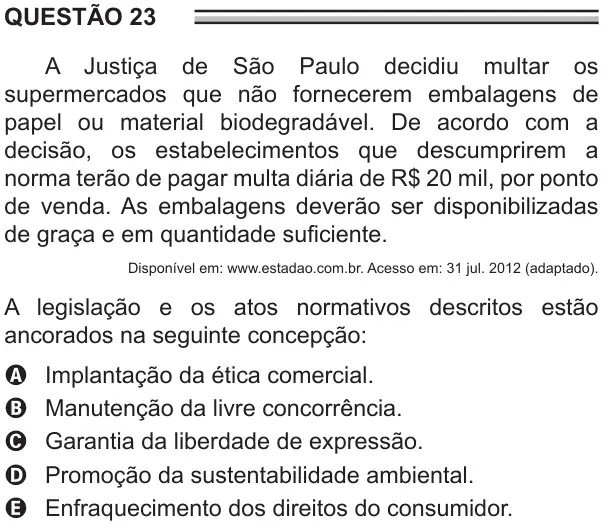 QUESTÃO 23
A Justiça de São Paulo decidiu multar os
supermercados que não fornecerem embalagens de
papel ou material biodegradável. De acordo com a
decisão, os estabelecimentos que descumprirem a
norma terão de pagar multa diária de R$ 20 mil, por ponto
de venda. As embalagens deverão ser disponibilizadas
de graça e em quantidade suficiente.
Disponível em: www.estadao.com.br. Acesso em: 31 jul. 2012 (adaptado).
A legislação e os atos normativos descritos estão
ancorados na seguinte concepção:
A Implantação da ética comercial.
B Manutenção da livre concorrência.
C Garantia da liberdade de expressão.
D Promoção da sustentabilidade ambiental.
E Enfraquecimento dos direitos do consumidor.